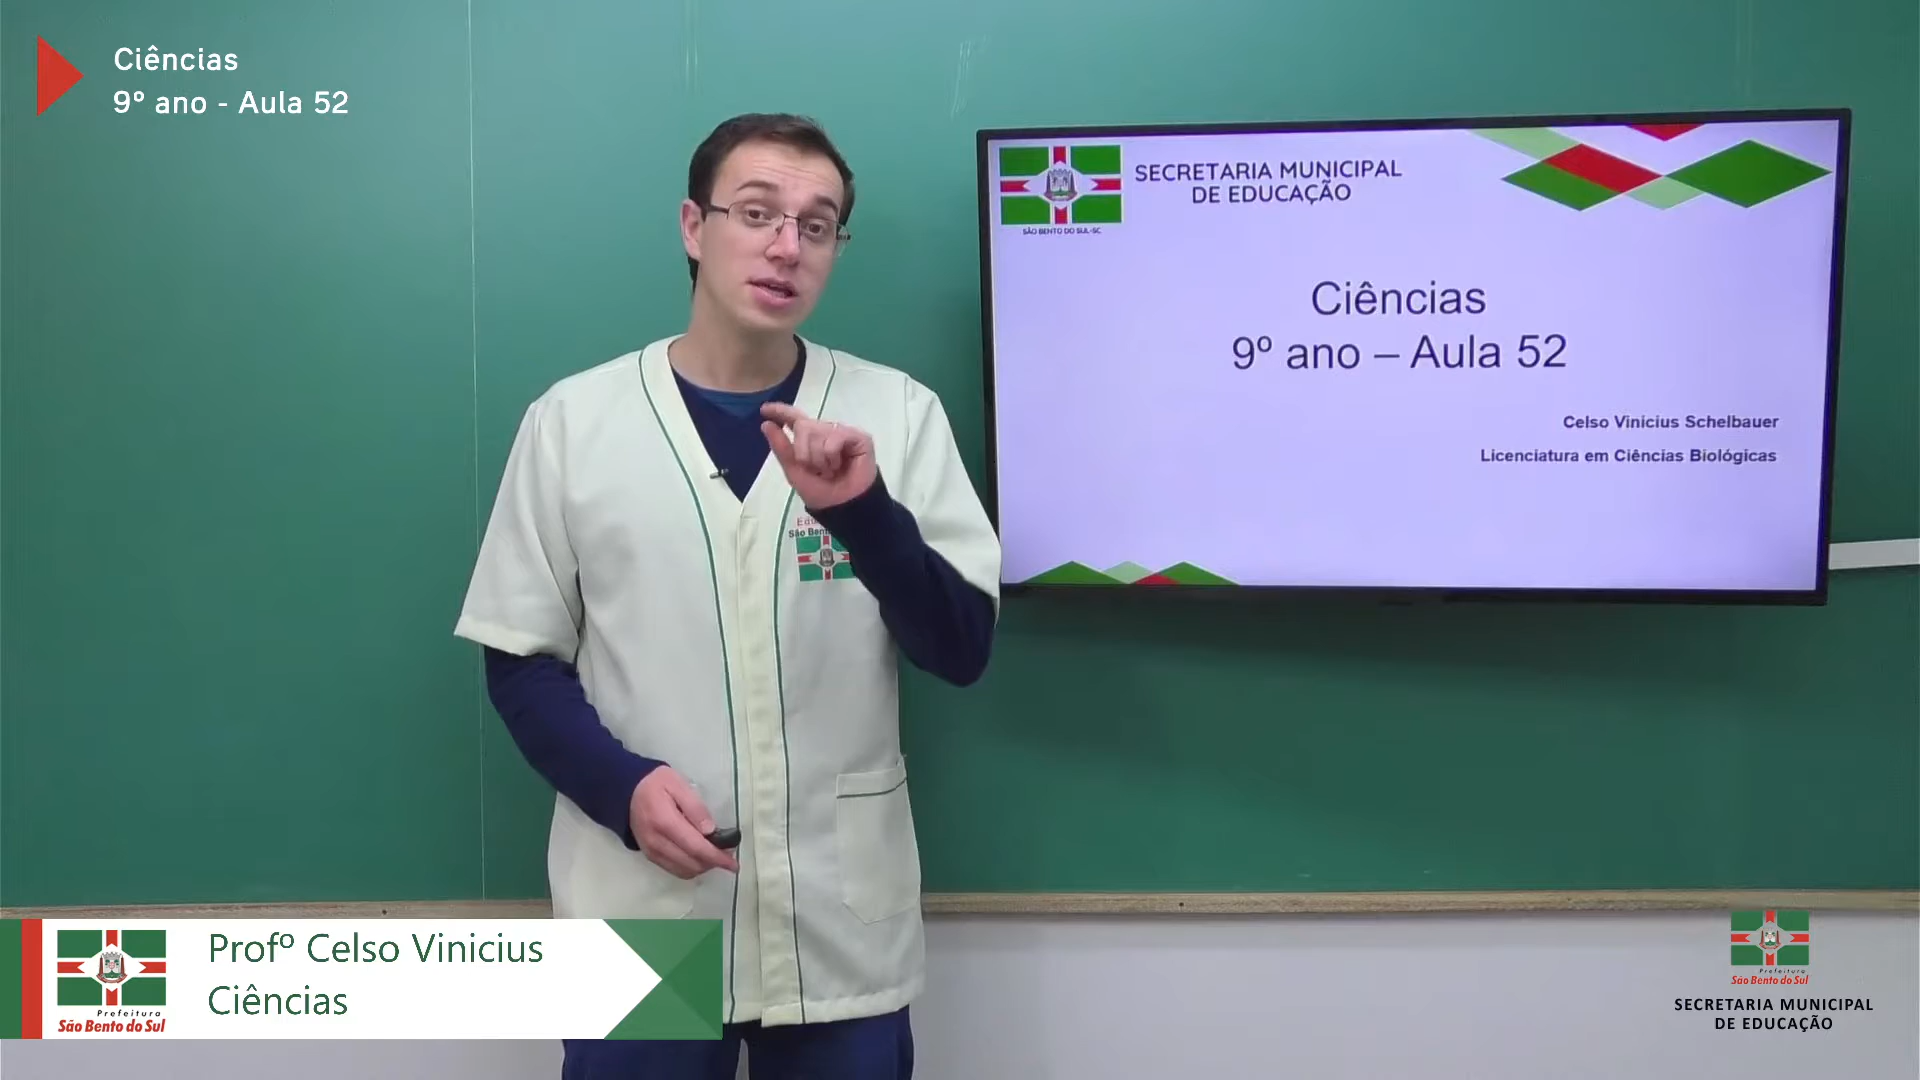 Ciências
9º ano - Aula 52
SECRETARIA MUNICIPAL
DE EDUCAÇÃO
SÃO BENTO DO SUL-SC
Ciências
9º ano – Aula 52
Celso Vinicius Schelbauer
Licenciatura em Ciências Biológicas
São Bent
Profº Celso Vinicius
Ciências
Prefeitura
São Bento do Sul
Prefeitura
São Bento do Sul
SECRETARIA MUNICIPAL
DE EDUCAÇÃO